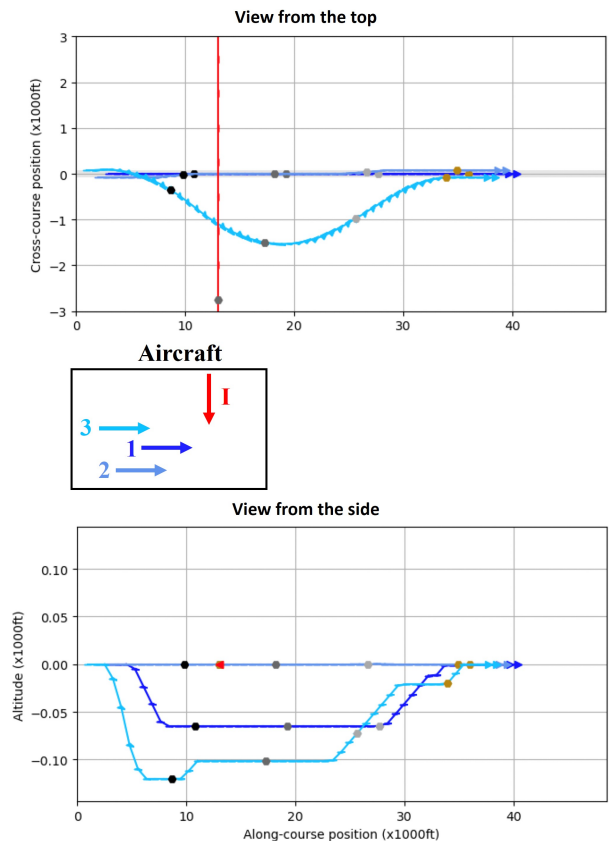 View from the top
3
2
1
0
−1
−2
−3
Cross-course position (x1000ft)
0 10 20 30 40
Aircraft
I
3
1
2
View from the side
0.10
0.05
0.00
−0.05
−0.10
Altitude (x1000ft)
0 10 20 30 40 50
Along-course position (x1000ft)